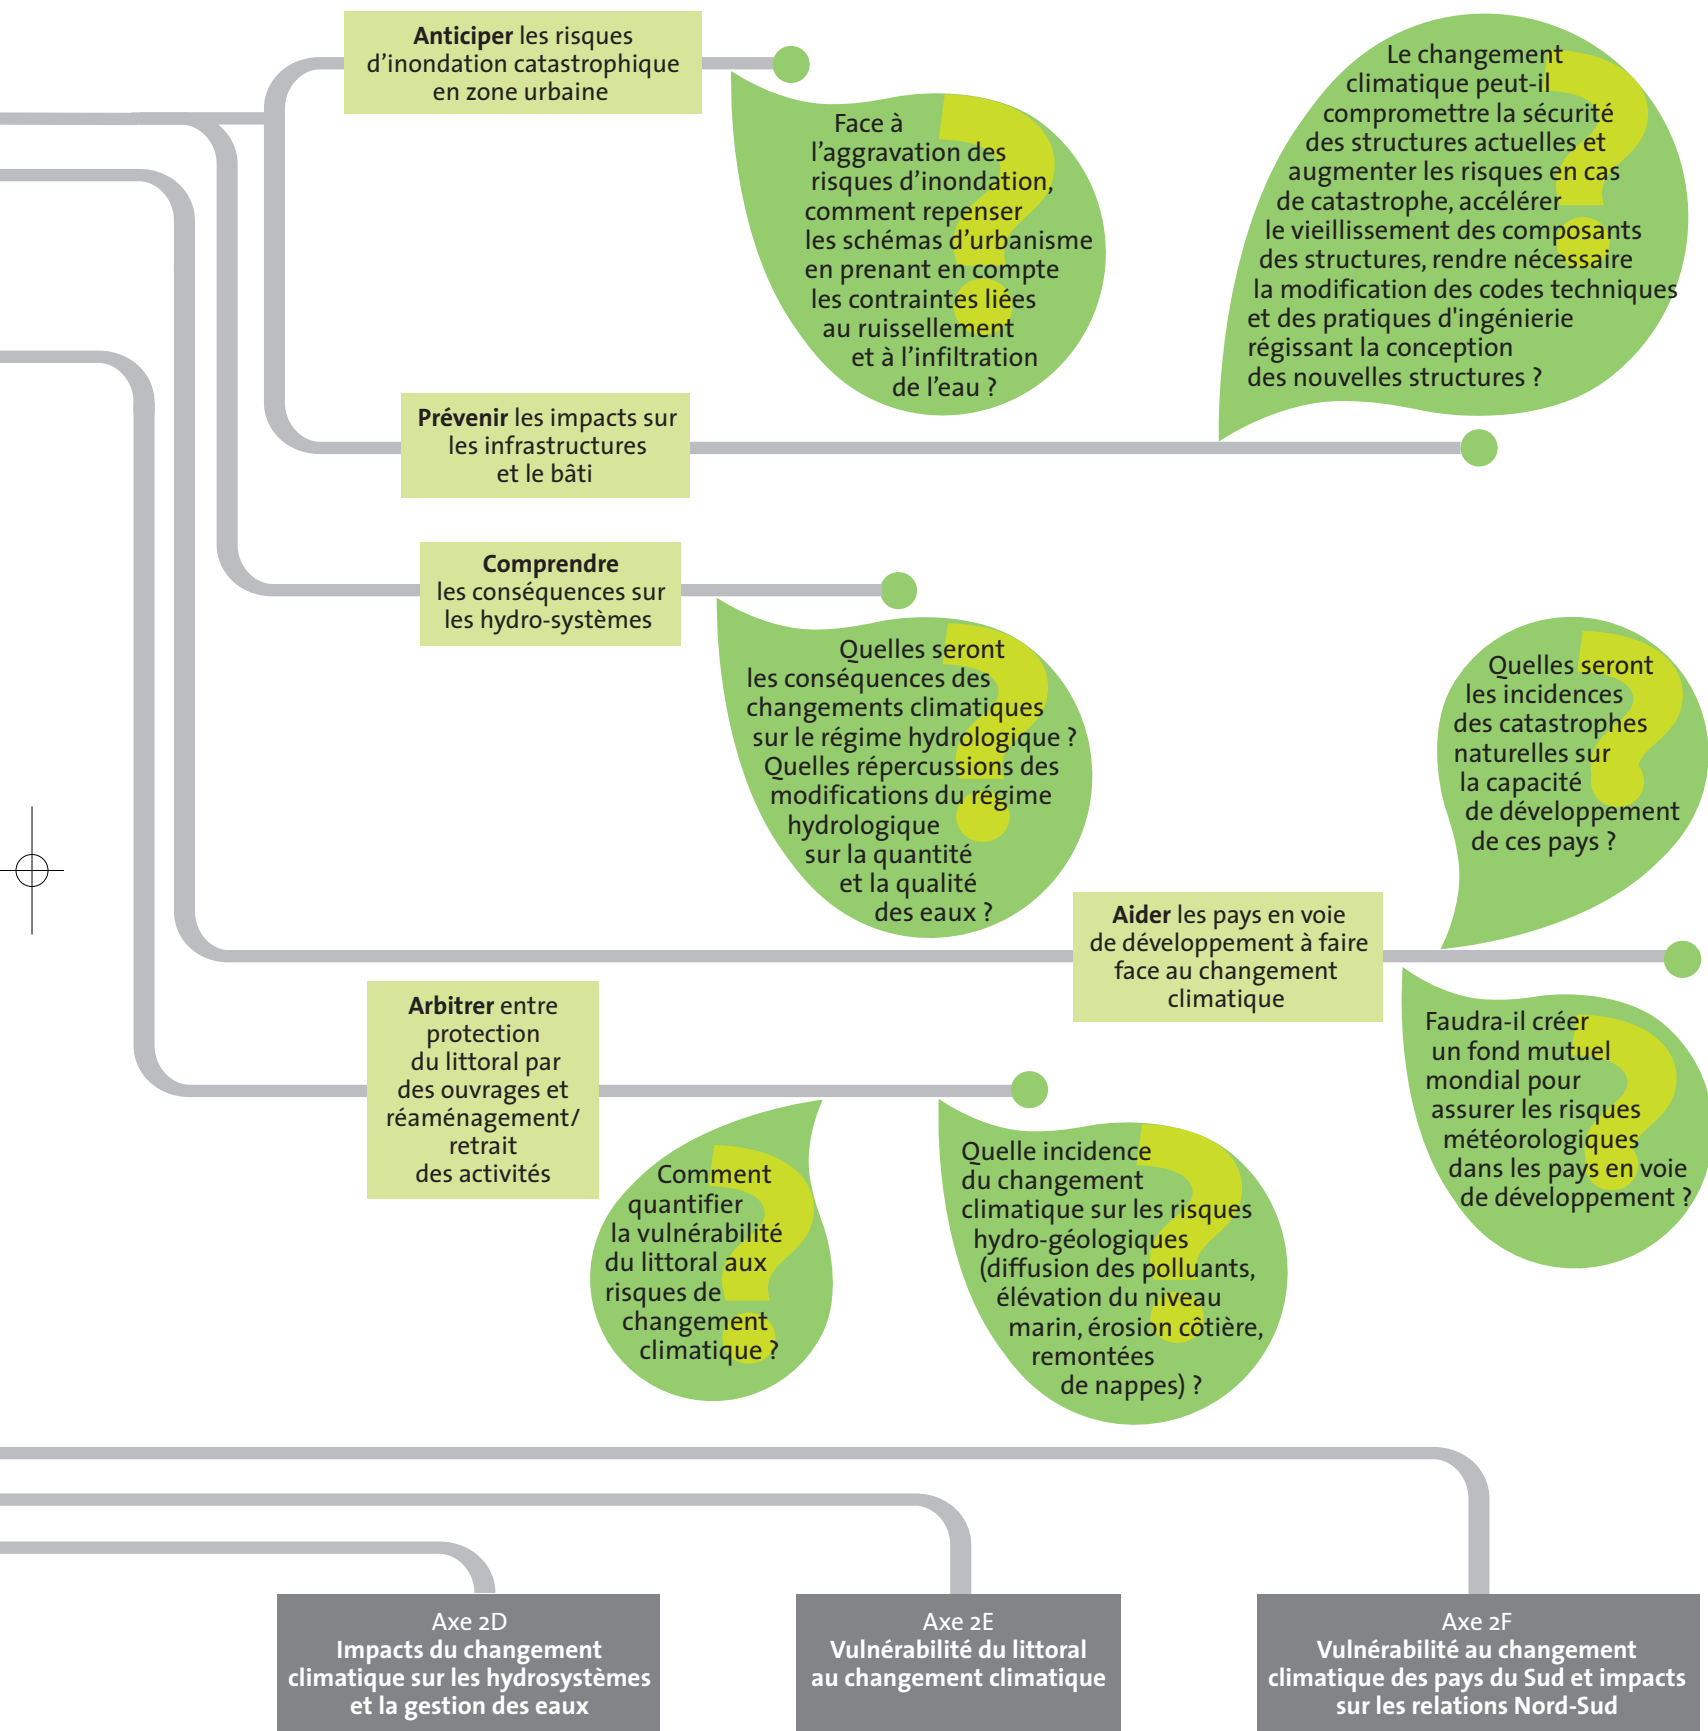 Anticiper les risques
d’inondation catastrophique
en zone urbaine
Face à
l’aggravation des
risques d’inondation,
comment repenser
les schémas d’urbanisme
en prenant en compte
les contraintes liées
au ruissellement
et à l’infiltration
de l’eau ?
Le changement
climatique peut-il
compromettre la sécurité
des structures actuelles et
augmenter les risques en cas
de catastrophe, accélérer
le vieillissement des composants
des structures, rendre nécessaire
la modification des codes techniques
et des pratiques d'ingénierie
régissant la conception
des nouvelles structures ?
Prévenir les impacts sur
les infrastructures
et le bâti
Comprendre
les conséquences sur
les hydro-systèmes
Quelles seront
les conséquences des
changements climatiques
sur le régime hydrologique ?
Quelles répercussions des
modifications du régime
hydrologique
sur la quantité
et la qualité
des eaux ?
Quelles seront
les incidences
des catastrophes
naturelles sur
la capacité
de développement
de ces pays ?
Aider les pays en voie
de développement à faire
face au changement
climatique
Faudra-il créer
un fond mutuel
mondial pour
assurer les risques
météorologiques
dans les pays en voie
de développement ?
Arbitrer entre
protection
du littoral par
des ouvrages et
réaménagement/
retrait
des activités
Comment
quantifier
la vulnérabilité
du littoral aux
risques de
changement
climatique ?
Quelle incidence
du changement
climatique sur les risques
hydro-géologiques
(diffusion des polluants,
élévation du niveau
marin, érosion côtière,
remontées
de nappes) ?
Axe 2D
Impacts du changement
climatique sur les hydrosystèmes
et la gestion des eaux
Axe 2E
Vulnérabilité du littoral
au changement climatique
Axe 2F
Vulnérabilité au changement
climatique des pays du Sud et impacts
sur les relations Nord-Sud